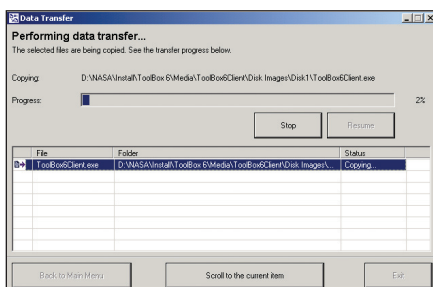 Data Transfer
Performing data transfer...
The selected files are being copied. See the transfer progress below.
Copying: D:\NASA\Install\ToolBox 6\Media\ToolBox6Client\Disk Images\Disk1\ToolBox6Client.exe
Progress: 2%
Stop Resume
File Folder Status
ToolBox6Client.exe D:\NASA\Install\ToolBox 6\Media\ToolBox6Client\Disk Images\... Copying...
Back to Main Menu Scroll to the current item Exit